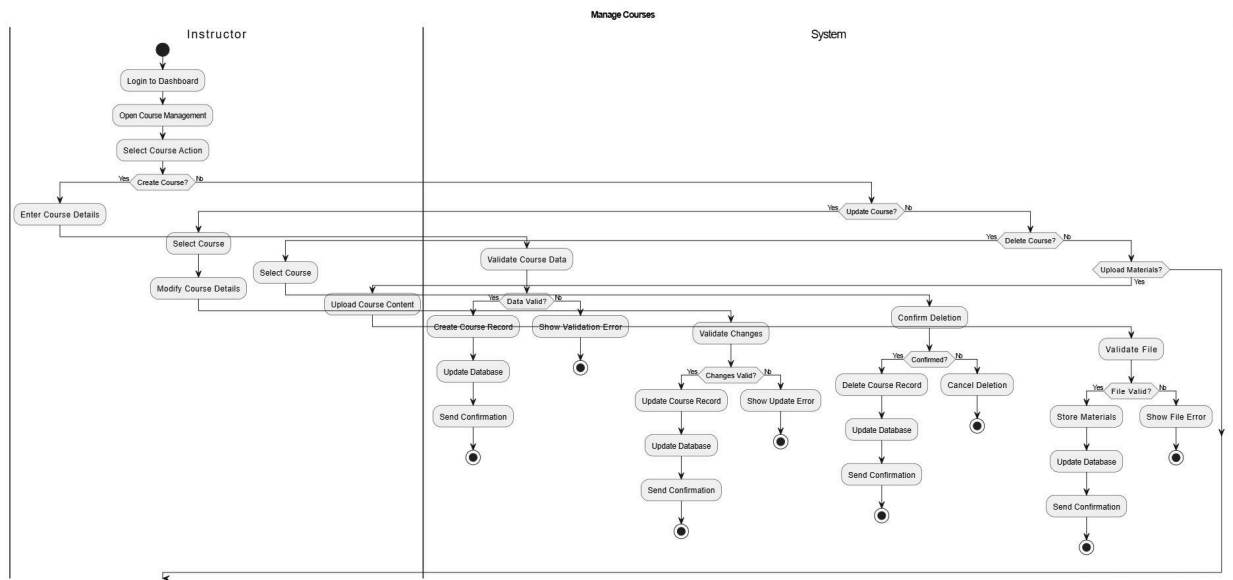 Manage Courses
Instructor
System
Login to Dashboard
Open Course Management
Select Course Action
Yes
Create Course?
No
Enter Course Details
Yes
Update Course?
No
Select Course
Yes
Delete Course?
No
Validate Course Data
Select Course
Upload Materials?
Yes
Modify Course Details
Upload Course Content
Yes
Data Valid?
No
Confirm Deletion
Create Course Record
Show Validation Error
Validate Changes
Validate File
Yes
Confirmed?
No
Update Database
Yes
Changes Valid?
No
Delete Course Record
Cancel Deletion
Yes
File Valid?
No
Update Course Record
Show Update Error
Send Confirmation
Store Materials
Show File Error
Update Database
Update Database
Update Database
Send Confirmation
Send Confirmation
Send Confirmation